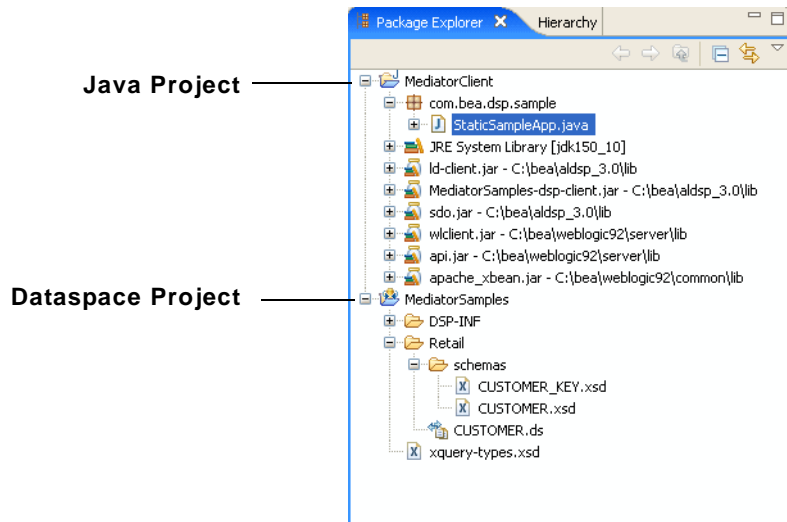 Package Explorer
Hierarchy
Java Project
MediatorClient
com.bea.dsp.sample
StaticSampleApp.java
JRE System Library [jdk150_10]
ld-client.jar - C:\bea\aldsp_3.0\lib
MediatorSamples-dsp-client.jar - C:\bea\aldsp_3.0\lib
sdo.jar - C:\bea\aldsp_3.0\lib
wlclient.jar - C:\bea\weblogic92\server\lib
api.jar - C:\bea\weblogic92\server\lib
apache_xbean.jar - C:\bea\weblogic92\common\lib
Dataspace Project
MediatorSamples
DSP-INF
Retail
schemas
CUSTOMER_KEY.xsd
CUSTOMER.xsd
CUSTOMER.ds
xquery-types.xsd